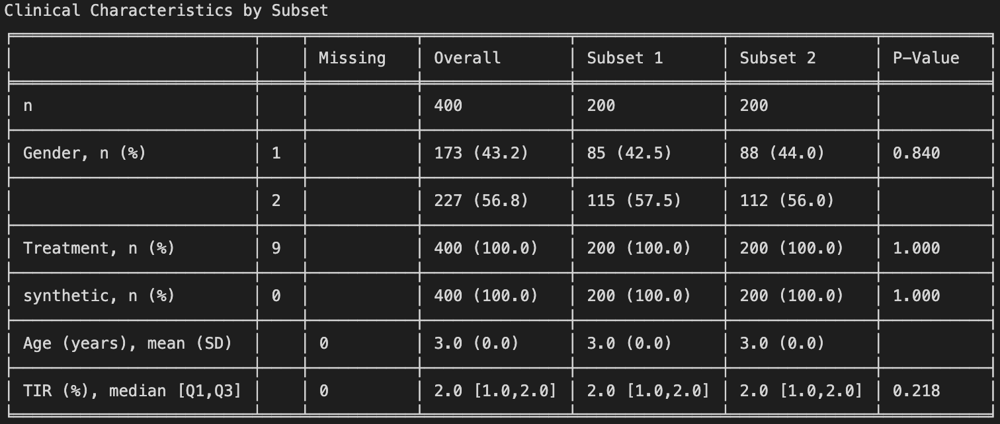 Clinical Characteristics by Subset
Missing Overall Subset 1 Subset 2 P-Value
n 400 200 200
Gender, n (%) 1 173 (43.2) 85 (42.5) 88 (44.0) 0.840
2 227 (56.8) 115 (57.5) 112 (56.0)
Treatment, n (%) 9 400 (100.0) 200 (100.0) 200 (100.0) 1.000
synthetic, n (%) 0 400 (100.0) 200 (100.0) 200 (100.0) 1.000
Age (years), mean (SD) 0 3.0 (0.0) 3.0 (0.0) 3.0 (0.0)
TIR (%), median [Q1,Q3] 0 2.0 [1.0,2.0] 2.0 [1.0,2.0] 2.0 [1.0,2.0] 0.218